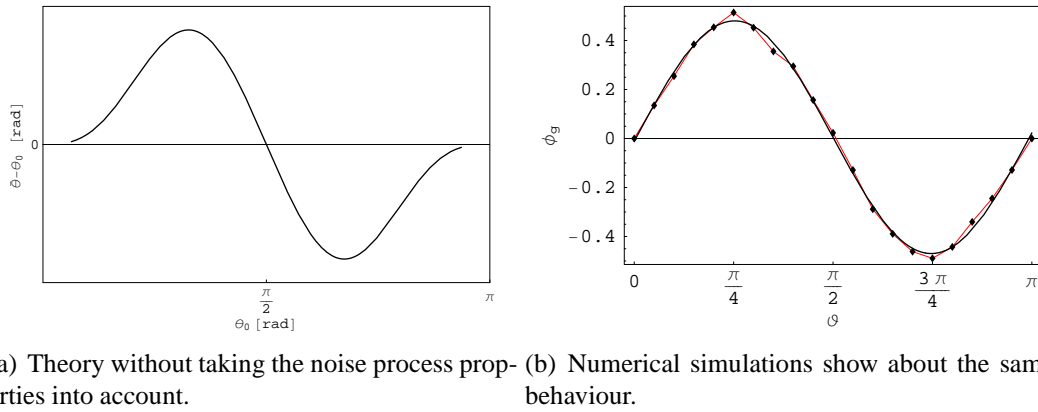 θ̄-θ₀ [rad]
0
π/2
π
θ₀ [rad]
ϕg
0.4
0.2
0
-0.2
-0.4
0
π/4
π/2
3π/4
π
ϑ
a) Theory without taking the noise process prop-
erties into account.
(b) Numerical simulations show about the sam
behaviour.